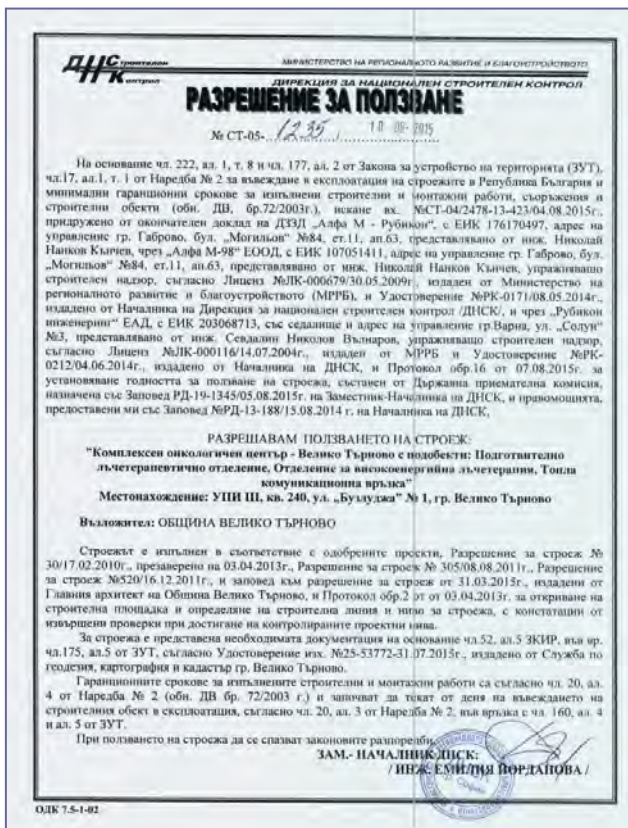 ДНСК Строителен Контрол
МИНИСТЕРСТВО НА РЕГИОНАЛНОТО РАЗВИТИЕ И БЛАГОУСТРОЙСТВОТО
ДИРЕКЦИЯ ЗА НАЦИОНАЛЕН СТРОИТЕЛЕН КОНТРОЛ
РАЗРЕШЕНИЕ ЗА ПОЛЗВАНЕ
№ СТ-05- 1235 / 10 08- 2015
На основание чл. 222, ал. 1, т. 8 и чл. 177, ал. 2 от Закона за устройство на територията (ЗУТ),
чл.17, ал.1, т. 1 от Наредба № 2 за въвеждане в експлоатация на строежите в Република България и
минимални гаранционни срокове за изпълнени строителни и монтажни работи, съоръжения и
строителни обекти (обн. ДВ, бр.72/2003г.), искане вх. №СТ-04/2478-13-423/04.08.2015г.,
придружено от окончателен доклад на ДЗЗД „Алфа М - Рубикон", с ЕИК 176170497, адрес на
управление гр. Габрово, бул. „Могильов" №84, ет.11, ап.63, представлявано от инж. Николай
Нанков Кънчев, чрез „Алфа М-98" ЕООД, с ЕИК 107051411, адрес на управление гр. Габрово, бул.
„Могильов" №84, ет.11, ап.63, представлявано от инж. Николай Нанков Кънчев, упражняващо
строителен надзор, съгласно Лиценз №ЛК-000679/30.05.2009г., издаден от Министерство на
регионалното развитие и благоустройството (МРРБ), и Удостоверение №РК-0171/08.05.2014г.,
издадено от Началника на Дирекция за национален строителен контрол /ДНСК/, и чрез „Рубикон
инженеринг" ЕАД, с ЕИК 203068713, със седалище и адрес на управление гр.Варна, ул. „Солун"
№3, представлявано от инж. Севдалин Николов Вълнаров, упражняващо строителен надзор,
съгласно Лиценз №ЛК-000116/14.07.2004г., издаден от МРРБ и Удостоверение №РК-
0212/04.06.2014г., издадено от Началника на ДНСК, и Протокол обр.16 от 07.08.2015г. за
установяване годността за ползване на строежа, съставен от Държавна приемателна комисия,
назначена със Заповед РД-19-1345/05.08.2015г. на Заместник-Началника на ДНСК, и правомощията,
предоставени ми със Заповед №РД-13-188/15.08.2014 г. на Началника на ДНСК,
РАЗРЕШАВАМ ПОЛЗВАНЕТО НА СТРОЕЖ:
"Комплексен онкологичен център - Велико Търново с подобекти: Подготвително
лъчетерапевтично отделение, Отделение за високоенергийна лъчетерапия, Топла
комуникационна връзка"
Местонахождение: УПИ III, кв. 240, ул. „Бузлуджа" № 1, гр. Велико Търново
Възложител: ОБЩИНА ВЕЛИКО ТЪРНОВО
Строежът е изпълнен в съответствие с одобрените проекти, Разрешение за строеж №
30/17.02.2010г., презаверено на 03.04.2013г., Разрешение за строеж № 305/08.08.2011г., Разрешение
за строеж №520/16.12.2011г., и заповед към разрешение за строеж от 31.03.2015г., издадени от
Главния архитект на Община Велико Търново, и Протокол обр.2 от от 03.04.2013г. за откриване на
строителна площадка и определяне на строителна линия и ниво за строежа, с констатации от
извършени проверки при достигане на контролираните проектни нива.
За строежа е представена необходимата документация на основание чл.52, ал.5 ЗКИР, във вр.
чл.175, ал.5 от ЗУТ, съгласно Удостоверение изх. №25-53772-31.07.2015г., издадено от Служба по
геодезия, картография и кадастър гр. Велико Търново.
Гаранционните срокове за изпълнените строителни и монтажни работи са съгласно чл. 20, ал.
4 от Наредба № 2 (обн. ДВ бр. 72/2003 г.) и започват да текат от деня на въвеждането на
строителния обект в експлоатация, съгласно чл. 20, ал. 3 от Наредба № 2, във връзка с чл. 160, ал. 4
и ал. 5 от ЗУТ.
При ползването на строежа да се спазват законовите разпоредби.
ЗАМ.- НАЧАЛНИК ДНСК:
/ ИНЖ. ЕМИЛИЯ ЙОРДАНОВА /
ОДК 7.5-1-02